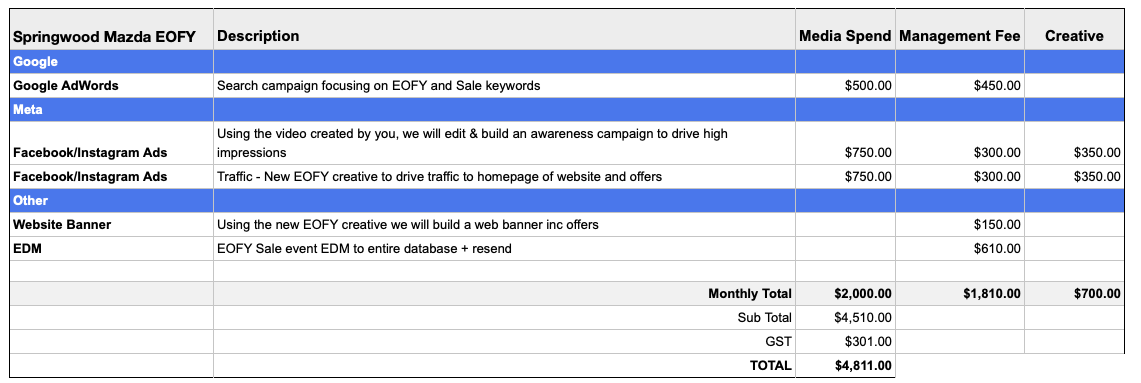 Springwood Mazda EOFY Description Media Spend Management Fee Creative
Google
Google AdWords Search campaign focusing on EOFY and Sale keywords $500.00 $450.00
Meta
Using the video created by you, we will edit & build an awareness campaign to drive high
Facebook/Instagram Ads impressions $750.00 $300.00 $350.00
Facebook/Instagram Ads Traffic - New EOFY creative to drive traffic to homepage of website and offers $750.00 $300.00 $350.00
Other
Website Banner Using the new EOFY creative we will build a web banner inc offers $150.00
EDM EOFY Sale event EDM to entire database + resend $610.00
Monthly Total $2,000.00 $1,810.00 $700.00
Sub Total $4,510.00
GST $301.00
TOTAL $4,811.00